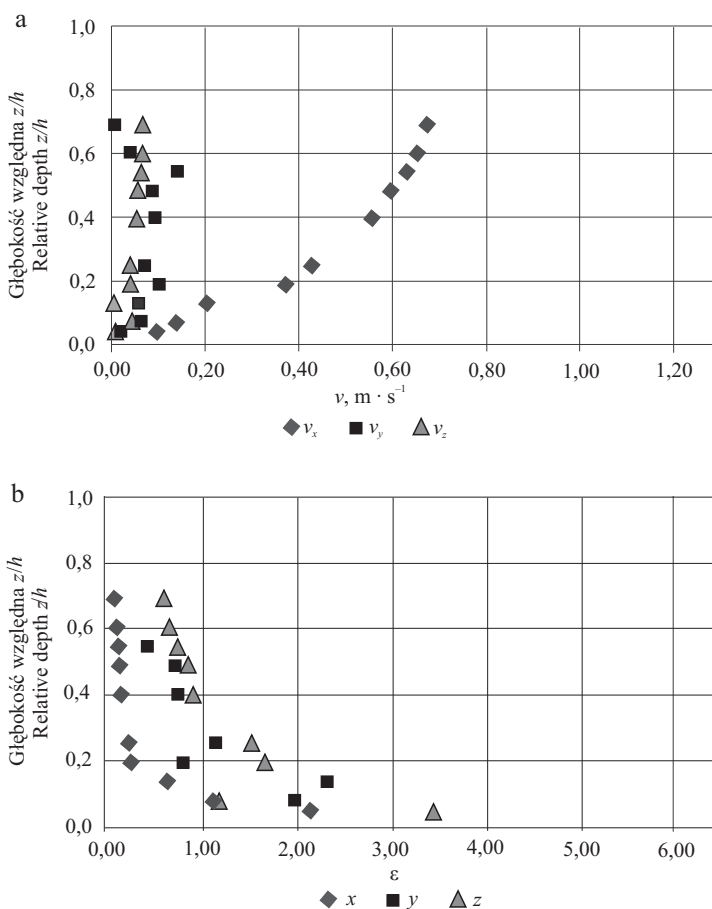 a
Głębokość względna z/h
Relative depth z/h
1,0
0,8
0,6
0,4
0,2
0,0
0,00 0,20 0,40 0,60 0,80 1,00 1,20
v, m · s⁻¹
vₓ v_y v_z
b
Głębokość względna z/h
Relative depth z/h
1,0
0,8
0,6
0,4
0,2
0,0
0,00 1,00 2,00 3,00 4,00 5,00 6,00
ε
x y z